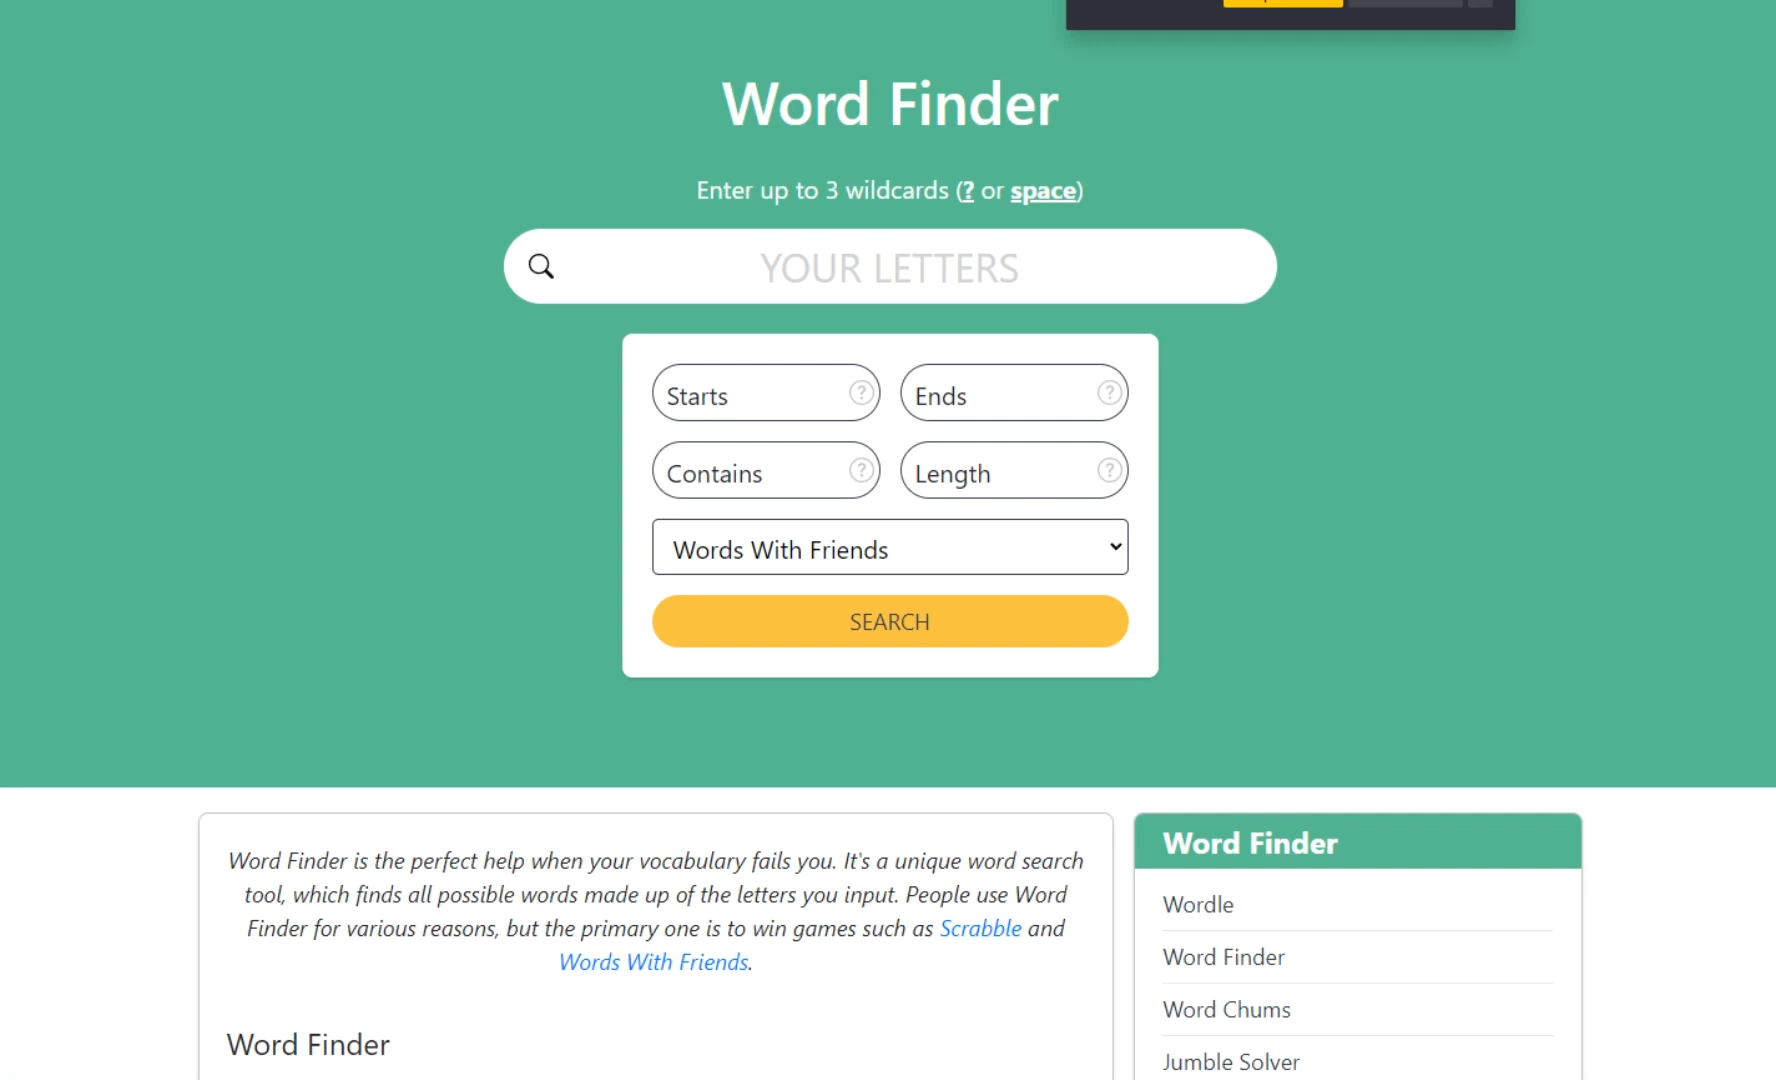 Word Finder
Enter up to 3 wildcards (? or space)
YOUR LETTERS
Starts ?
Ends ?
Contains ?
Length ?
Words With Friends
SEARCH
Word Finder is the perfect help when your vocabulary fails you. It's a unique word search
tool, which finds all possible words made up of the letters you input. People use Word
Finder for various reasons, but the primary one is to win games such as Scrabble and
Words With Friends.
Word Finder
Word Finder
Wordle
Word Finder
Word Chums
Jumble Solver